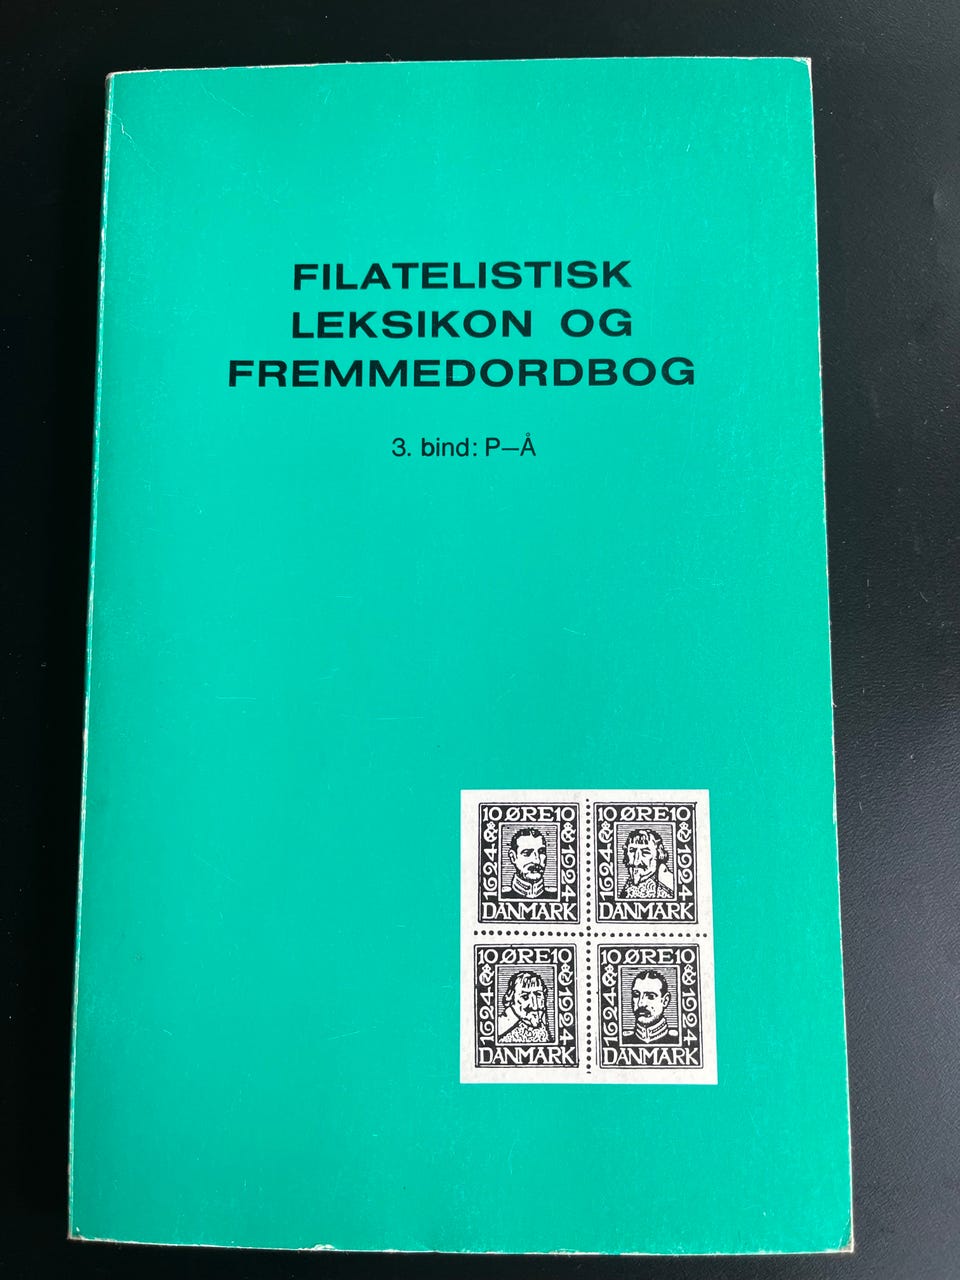 FILATELISTISK
LEKSIKON OG
FREMMEDORDBOG
3. bind: P–Å
10 ØRE 10
1624 1924
DANMARK
10 ØRE 10
1624 1924
DANMARK
10 ØRE 10
1624 1924
DANMARK
10 ØRE 10
1624 1924
DANMARK